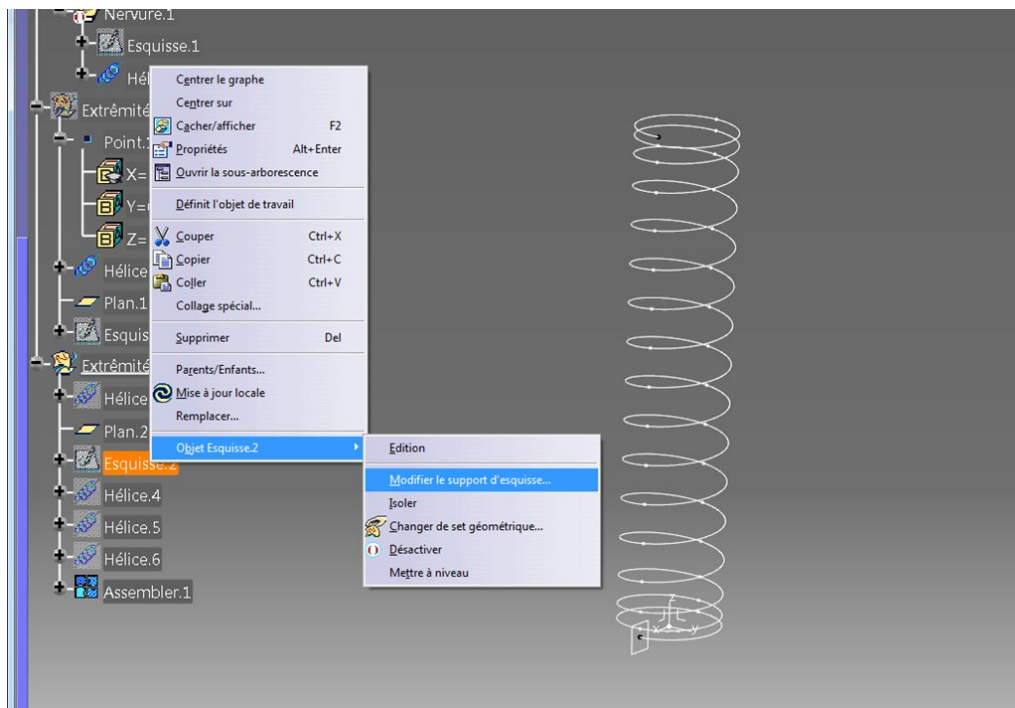 Nervure.1
Esquisse.1
Hél
Extrêmité
Point.1
X=
Y=
Z=
Hélice
Plan.1
Esquis
Extrêmité
Hélice
Plan.2
Esquisse.2
Hélice.4
Hélice.5
Hélice.6
Assembler.1
Centrer le graphe
Centrer sur
Cacher/afficher F2
Propriétés Alt+Enter
Ouvrir la sous-arborescence
Définit l'objet de travail
Couper Ctrl+X
Copier Ctrl+C
Coller Ctrl+V
Collage spécial...
Supprimer Del
Parents/Enfants...
Mise à jour locale
Remplacer...
Objet Esquisse.2
Edition
Modifier le support d'esquisse...
Isoler
Changer de set géométrique...
Désactiver
Mettre à niveau
z
x y